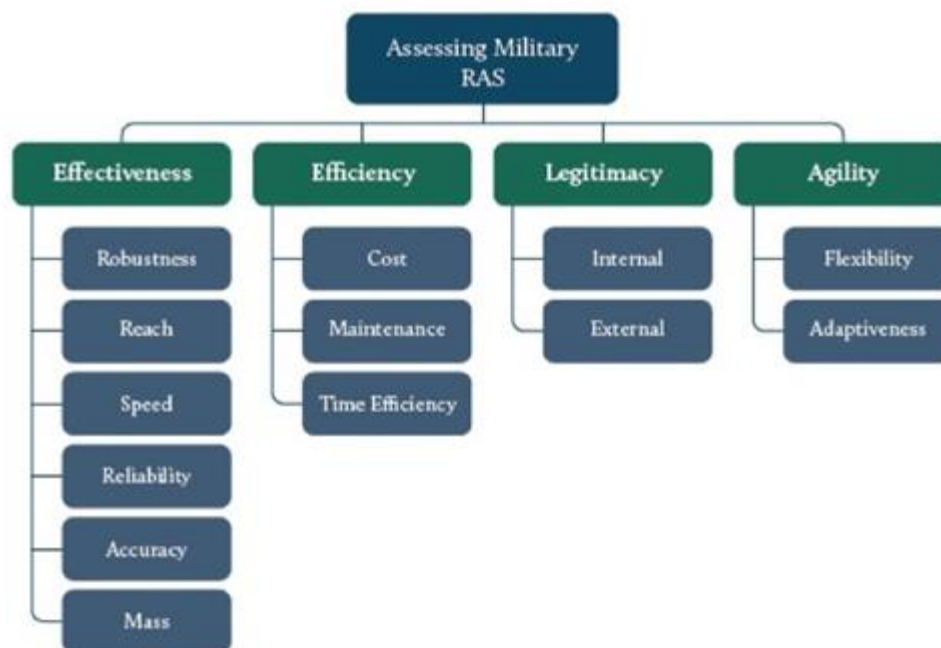 Assessing Military
RAS
Effectiveness
Robustness
Reach
Speed
Reliability
Accuracy
Mass
Efficiency
Cost
Maintenance
Time Efficiency
Legitimacy
Internal
External
Agility
Flexibility
Adaptiveness